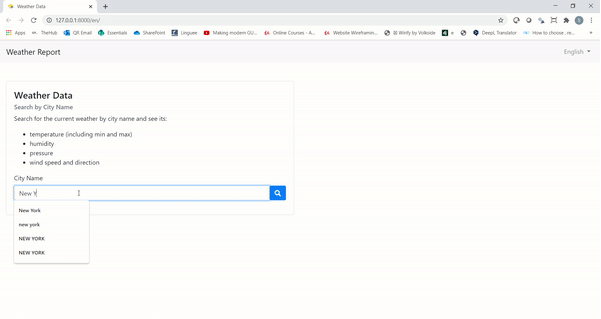 Weather Data
127.0.0.1:8000/en/
Apps TheHub QR Email Essentials SharePoint Linguee Making modern GU... Online Courses - A... Website Wireframin... Wirify by Volkside DeepL Translator How to choose , re...
Weather Report English
Weather Data
Search by City Name
Search for the current weather by city name and see its:
temperature (including min and max)
humidity
pressure
wind speed and direction
City Name
New Y
New York
new york
NEW YORK
NEW YORK